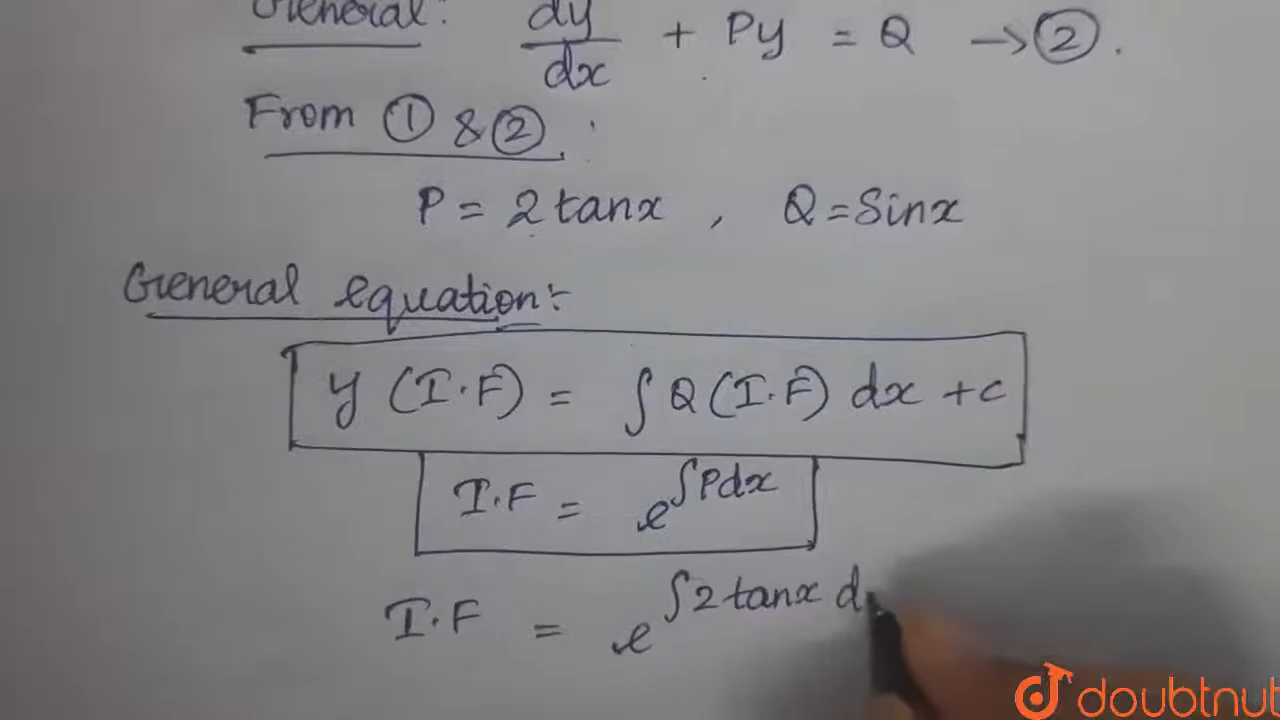 General: dy/dx + Py = Q → ②.
From ① & ② :
P = 2 tanx , Q = Sinx
General equation:-
y (I.F) = ∫ Q (I.F) dx + c
I.F = e^∫Pdx
I.F = e^∫2 tanx d
doubtnut